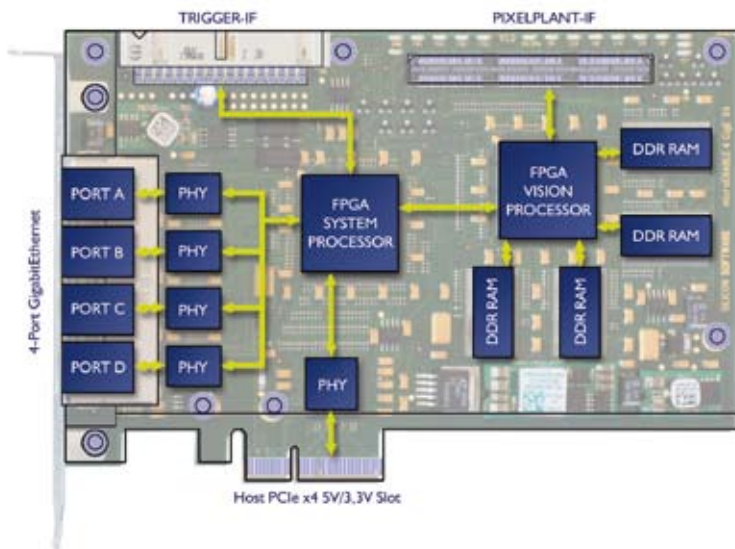 TRIGGER-IF
PIXELPLANT-IF
4-Port GigabitEthernet
PORT A
PHY
FPGA
SYSTEM
PROCESSOR
FPGA
VISION
PROCESSOR
DDR RAM
PORT B
PHY
DDR RAM
PORT C
PHY
DDR RAM
DDR RAM
PORT D
PHY
PHY
Host PCIe x4 5V/3,3V Slot